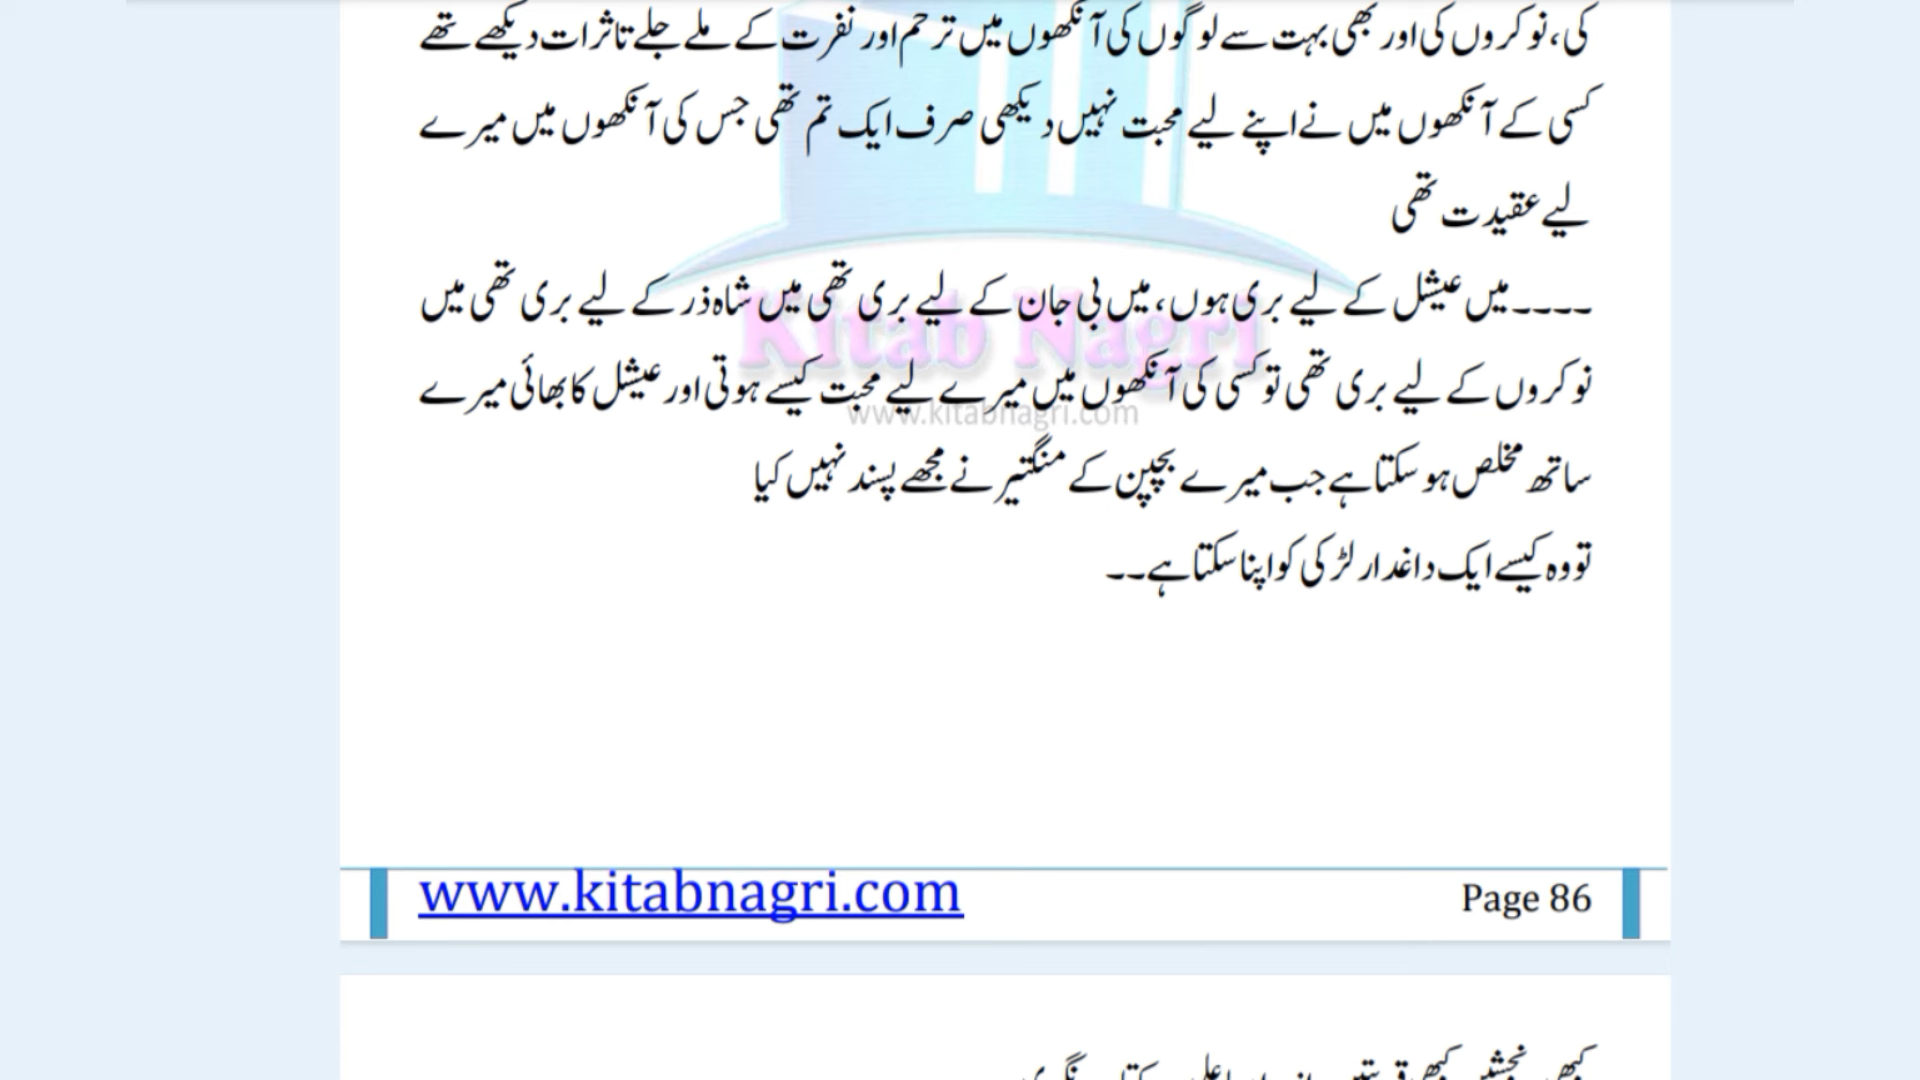 کی، نوکروں کی اور بھی بہت سے لوگوں کی آنکھوں میں ترحم اور نفرت کے ملے جلے تاثرات دیکھے تھے
کسی کے آنکھوں میں نے اپنے لیے محبت نہیں دیکھی صرف ایک تم تھی جس کی آنکھوں میں میرے
لیے عقیدت تھی
۔۔۔۔ میں عیشل کے لیے بری ہوں، میں بی جان کے لیے بری تھی میں شاہ ذر کے لیے بری تھی میں
نوکروں کے لیے بری تھی تو کسی کی آنکھوں میں میرے لیے محبت کیسے ہوتی اور عیشل کا بھائی میرے
ساتھ مخلص ہو سکتا ہے جب میرے بچپن کے منگتیر نے مجھے پسند نہیں کیا
تو وہ کیسے ایک داغدار لڑکی کو اپنا سکتا ہے۔۔
Kitab Nagri
www.kitabnagri.com
www.kitabnagri.com Page 86